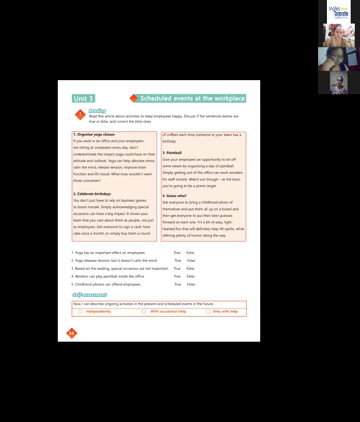 Unit 3
Scheduled events at the workplace
1
Reading
Read this article about activities to keep employees happy. Discuss if the sentences below are
true or false, and correct the false ones.
1. Organize yoga classes
If you work in an office and your employees
are sitting at computers every day, don't
underestimate the impact yoga could have on their
attitude and outlook. Yoga can help alleviate stress,
calm the mind, release tension, improve brain
function and lift mood. What boss wouldn't want
those outcomes?
2. Celebrate birthdays
You don't just have to rely on business gains
to boost morale. Simply acknowledging special
occasions can have a big impact. It shows your
team that you care about them as people, not just
as employees. Get everyone to sign a card, have
cake once a month, or simply buy them a round
of coffees each time someone in your team has a
birthday.
3. Paintball
Give your employees an opportunity to let off
some steam by organizing a day of paintball.
Simply getting out of the office can work wonders
for staff morale. Watch out though – as the boss,
you're going to be a prime target.
4. Guess who?
Ask everyone to bring a childhood photo of
themselves and put them all up on a board and
then get everyone to put their best guesses
forward on each one. It's a bit of easy, light-
hearted fun that will definitely help lift spirits, while
offering plenty of humor along the way.
1. Yoga has an important effect on employees. True False
2. Yoga releases tension, but it doesn't calm the mind. True False
3. Based on the reading, special occasions are not important. True False
4. Workers can play paintball inside the office. True False
5. Childhood photos can offend employees. True False
Self-assessment
Now I can describe ongoing activities in the present and scheduled events in the future...
Independently With occasional help Only with help
inglés